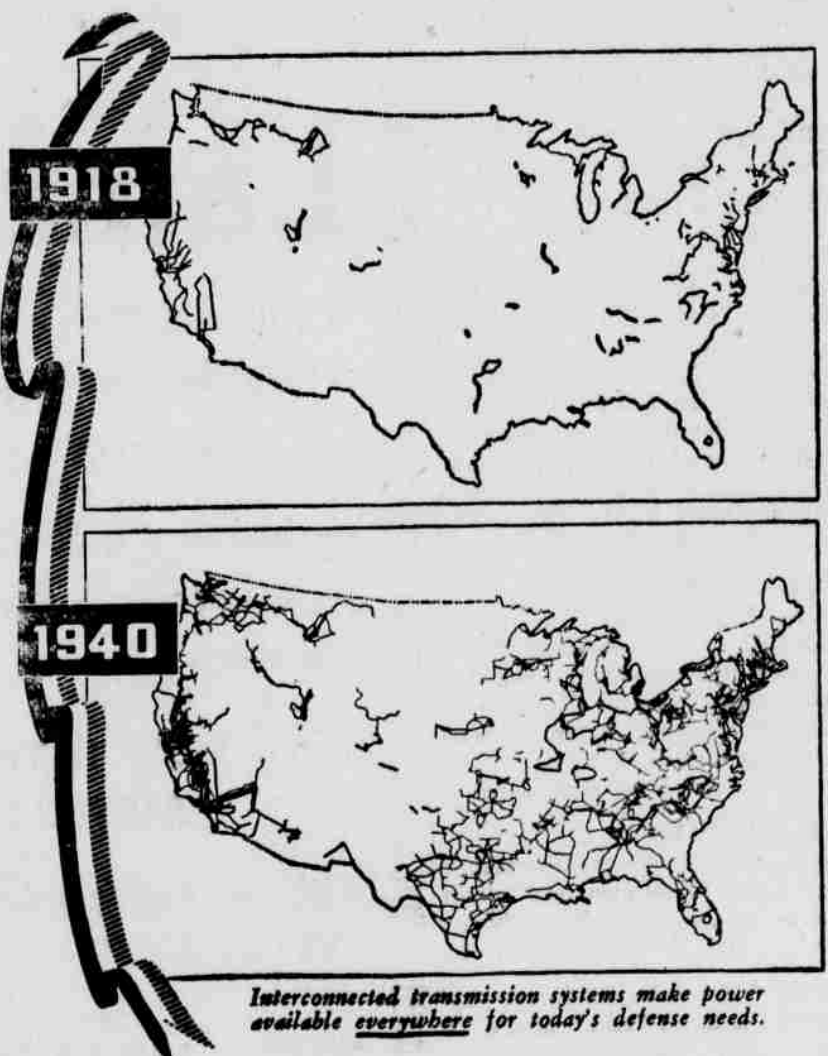 1918
1940
Interconnected transmission systems make power
available everywhere for today's defense needs.